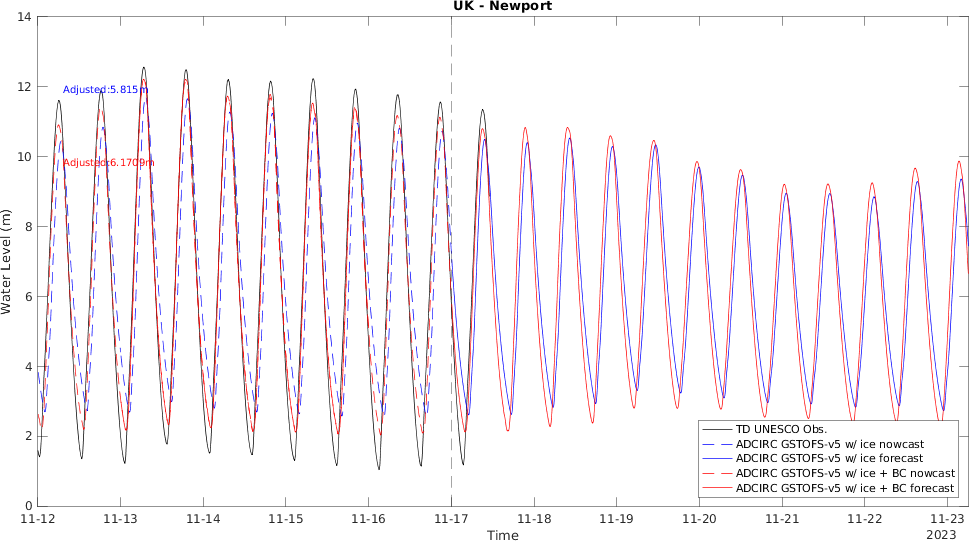 UK - Newport
14
12
10
8
6
4
2
0
Water Level (m)
Adjusted:5.815m
Adjusted:6.1709m
TD UNESCO Obs.
ADCIRC GSTOFS-v5 w/ ice nowcast
ADCIRC GSTOFS-v5 w/ ice forecast
ADCIRC GSTOFS-v5 w/ ice + BC nowcast
ADCIRC GSTOFS-v5 w/ ice + BC forecast
11-12 11-13 11-14 11-15 11-16 11-17 11-18 11-19 11-20 11-21 11-22 11-23
Time
2023